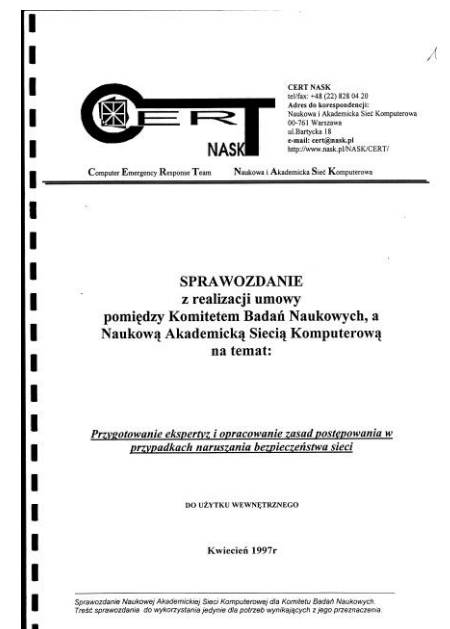 1
CERT NASK
tel/fax: +48 (22) 828 04 20
Adres do korespondencji:
Naukowa i Akademicka Sieć Komputerowa
00-761 Warszawa
ul.Bartycka 18
e-mail: cert@nask.pl
http://www.nask.pl/NASK/CERT/
CERT
NASK
Computer Emergency Response Team Naukowa i Akademicka Sieć Komputerowa
SPRAWOZDANIE
z realizacji umowy
pomiędzy Komitetem Badań Naukowych, a
Naukową Akademicką Siecią Komputerową
na temat:
Przygotowanie ekspertyz i opracowanie zasad postępowania w
przypadkach naruszania bezpieczeństwa sieci
DO UŻYTKU WEWNĘTRZNEGO
Kwiecień 1997r
Sprawozdanie Naukowej Akademickiej Sieci Komputerowej dla Komitetu Badań Naukowych.
Treść sprawozdania do wykorzystania jedynie dla potrzeb wynikających z jego przeznaczenia.